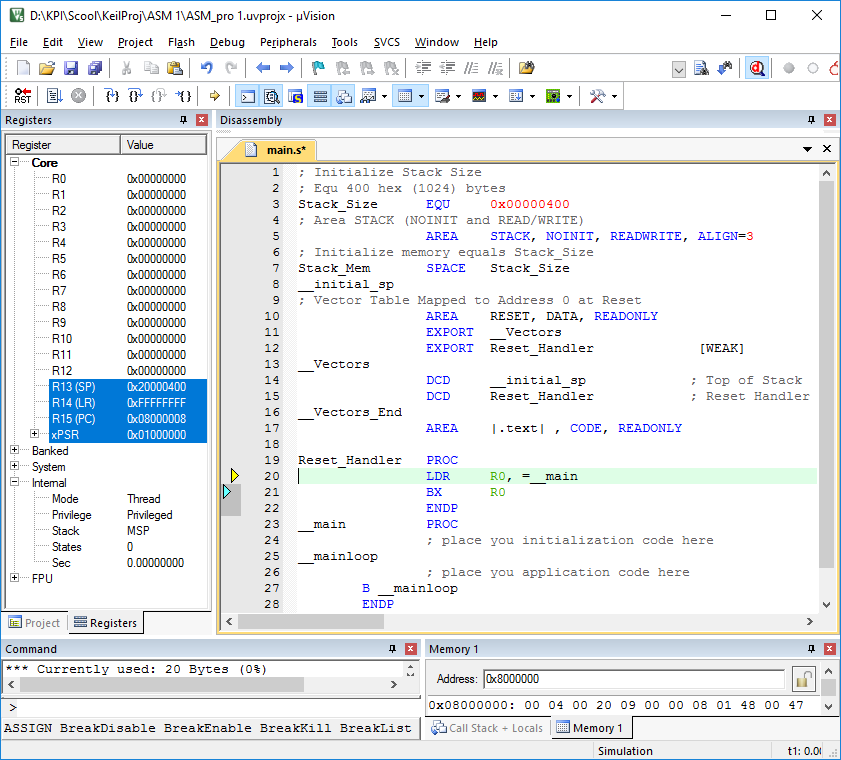 D:\KPI\Scool\KeilProj\ASM 1\ASM_pro 1.uvprojx - µVision
File Edit View Project Flash Debug Peripherals Tools SVCS Window Help
RST
Registers
Register Value
Core
R0 0x00000000
R1 0x00000000
R2 0x00000000
R3 0x00000000
R4 0x00000000
R5 0x00000000
R6 0x00000000
R7 0x00000000
R8 0x00000000
R9 0x00000000
R10 0x00000000
R11 0x00000000
R12 0x00000000
R13 (SP) 0x20000400
R14 (LR) 0xFFFFFFFF
R15 (PC) 0x08000008
xPSR 0x01000000
Banked
System
Internal
Mode Thread
Privilege Privileged
Stack MSP
States 0
Sec 0.00000000
FPU
Project Registers
Disassembly
main.s*
1 ; Initialize Stack Size
2 ; Equ 400 hex (1024) bytes
3 Stack_Size EQU 0x00000400
4 ; Area STACK (NOINIT and READ/WRITE)
5 AREA STACK, NOINIT, READWRITE, ALIGN=3
6 ; Initialize memory equals Stack_Size
7 Stack_Mem SPACE Stack_Size
8 __initial_sp
9 ; Vector Table Mapped to Address 0 at Reset
10 AREA RESET, DATA, READONLY
11 EXPORT __Vectors
12 EXPORT Reset_Handler [WEAK]
13 __Vectors
14 DCD __initial_sp ; Top of Stack
15 DCD Reset_Handler ; Reset Handler
16 __Vectors_End
17 AREA |.text| , CODE, READONLY
18
19 Reset_Handler PROC
20 LDR R0, =__main
21 BX R0
22 ENDP
23 __main PROC
24 ; place you initialization code here
25 __mainloop
26 ; place you application code here
27 B __mainloop
28 ENDP
Command
*** Currently used: 20 Bytes (0%)
>
ASSIGN BreakDisable BreakEnable BreakKill BreakList
Memory 1
Address: 0x8000000
0x08000000: 00 04 00 20 09 00 00 08 01 48 00 47
Call Stack + Locals Memory 1
Simulation t1: 0.00